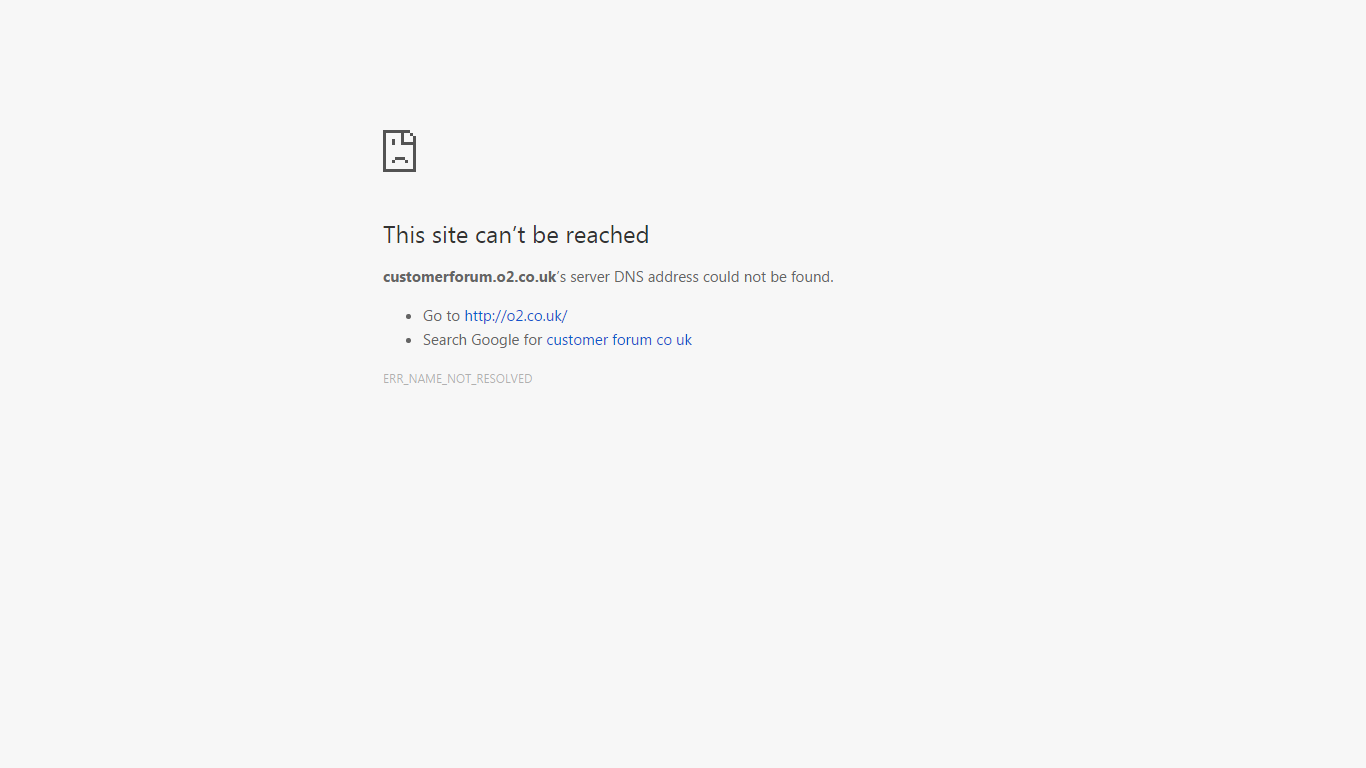 This site can’t be reached
customerforum.o2.co.uk’s server DNS address could not be found.
• Go to http://o2.co.uk/
• Search Google for customer forum co uk
ERR_NAME_NOT_RESOLVED